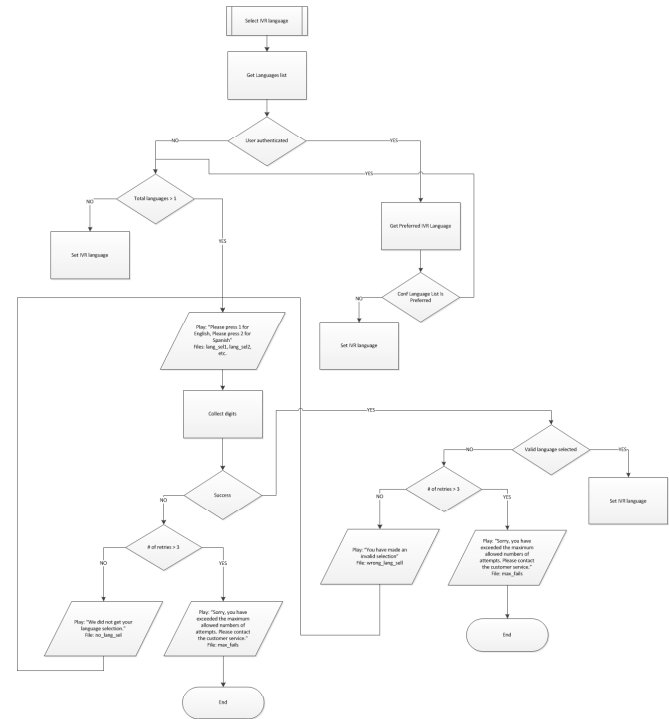 Select IVR language
Get Languages list
User authenticated
NO
YES
YES
Total languages > 1
NO
Get Preferred IVR Language
YES
Set IVR language
Conf Language List Is
Preferred
NO
Play: "Please press 1 for
English, Please press 2 for
Spanish"
Files: lang_sel1, lang_sel2,
etc.
Set IVR language
Collect digits
YES
Valid language selected
NO
YES
Success
# of retries > 3
Set IVR language
NO
NO
YES
# of retries > 3
Play: "You have made an
invalid selection"
File: wrong_lang_sell
Play: "Sorry, you have
exceeded the maximum
allowed numbers of
attempts. Please contact
the customer service."
File: max_fails
NO
YES
Play: "We did not get your
language selection."
File: no_lang_sel
Play: "Sorry, you have
exceeded the maximum
allowed numbers of
attempts. Please contact
the customer service."
File: max_fails
End
End